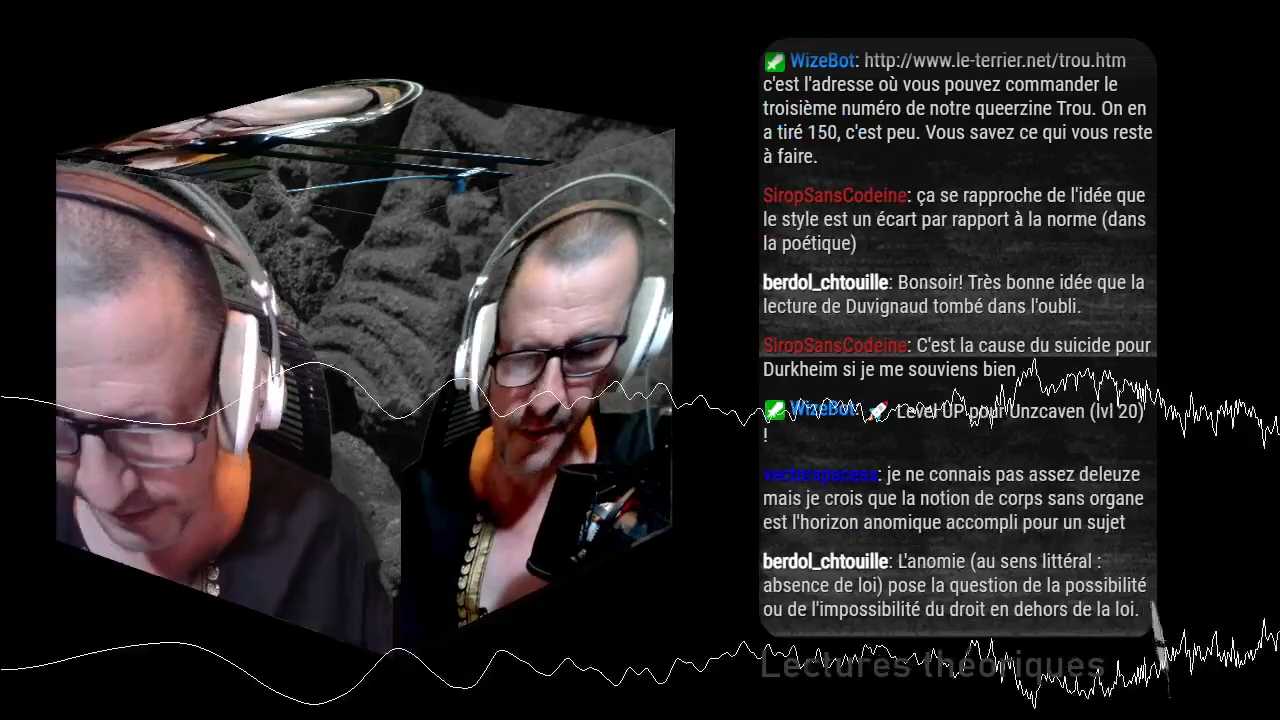 WizeBot: http://www.le-terrier.net/trou.htm
c'est l'adresse où vous pouvez commander le
troisième numéro de notre queerzine Trou. On en
a tiré 150, c'est peu. Vous savez ce qui vous reste
à faire.
SiropSansCodeine: ça se rapproche de l'idée que
le style est un écart par rapport à la norme (dans
la poétique)
berdol_chtouille: Bonsoir! Très bonne idée que la
lecture de Duvignaud tombé dans l'oubli.
SiropSansCodeine: C'est la cause du suicide pour
Durkheim si je me souviens bien
WizeBot: 🚀 Level UP pour Unzcaven (lvl 20)
!
vectorspacess: je ne connais pas assez deleuze
mais je crois que la notion de corps sans organe
est l'horizon anomique accompli pour un sujet
berdol_chtouille: L'anomie (au sens littéral :
absence de loi) pose la question de la possibilité
ou de l'impossibilité du droit en dehors de la loi.
Lectures théoriques